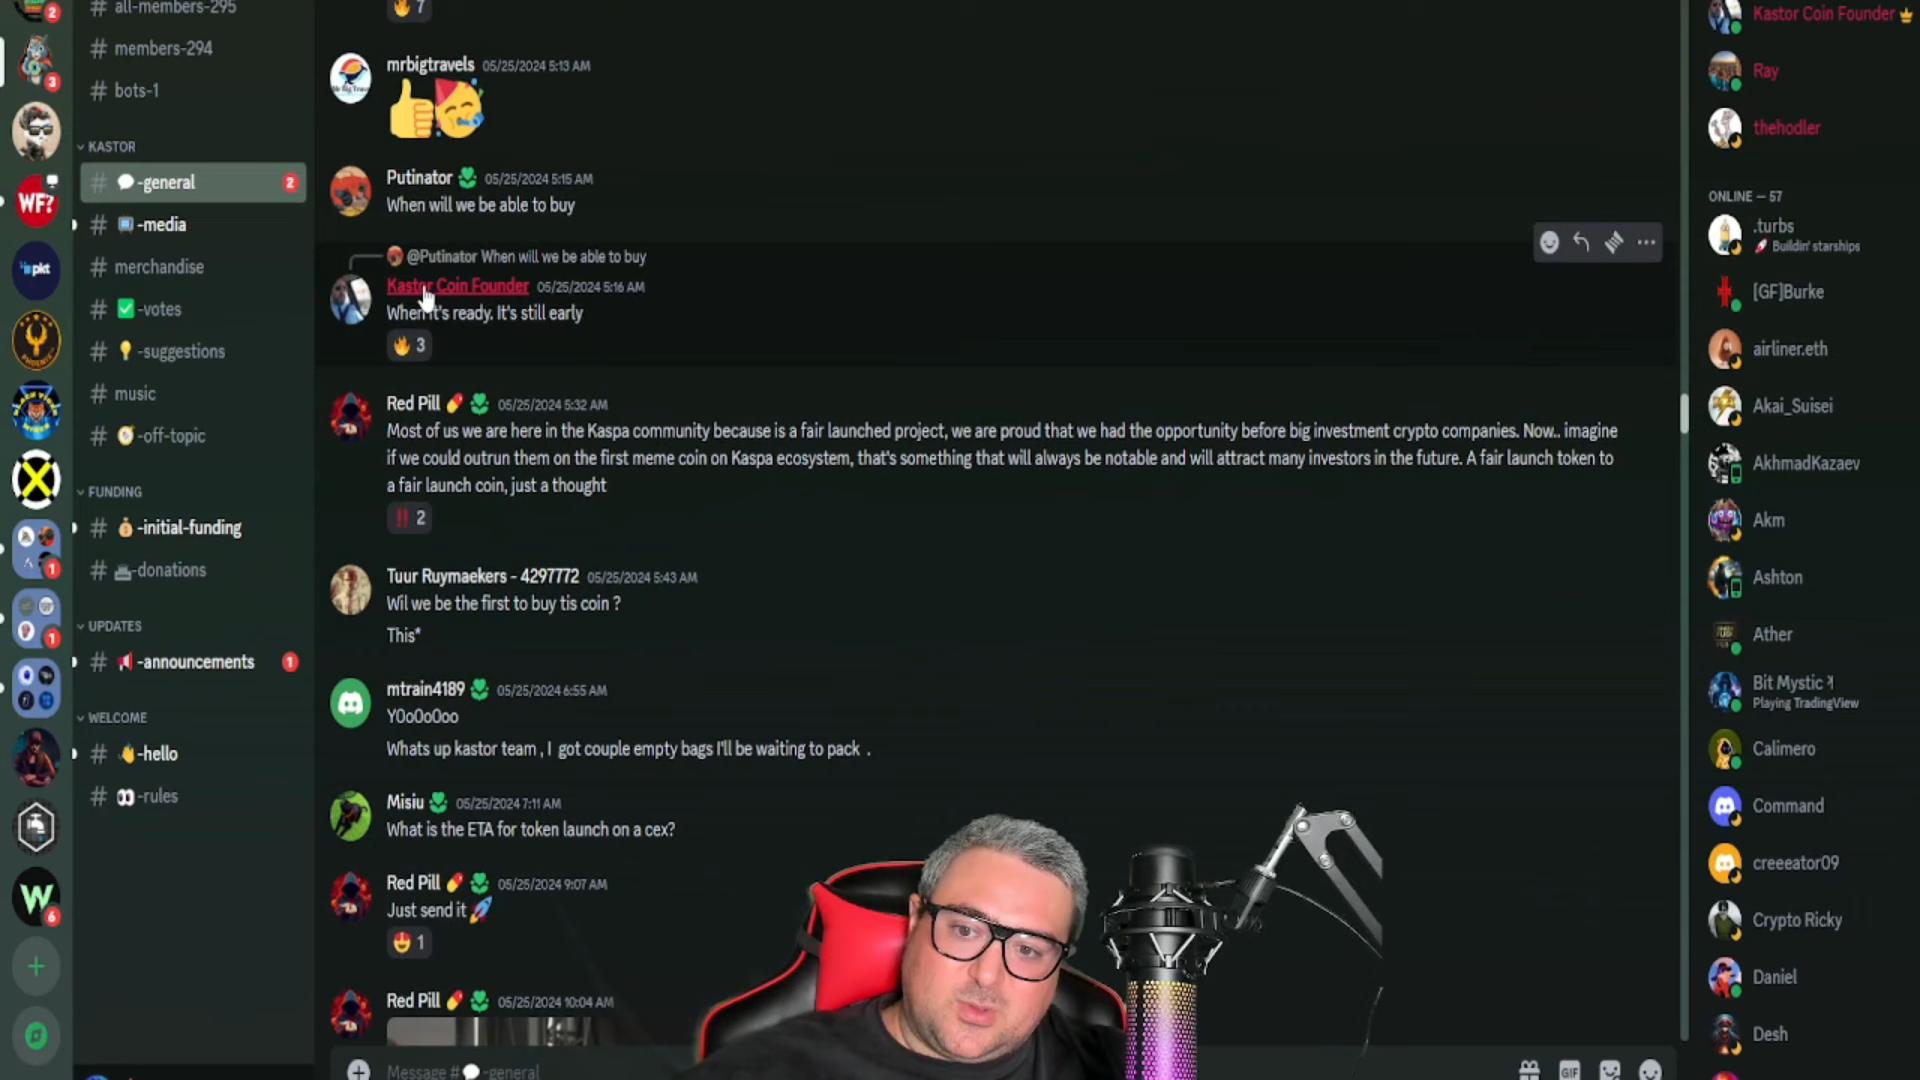 2
all-members-295
7
Kastor Coin Founder
3
members-294
mrbigtravels 05/25/2024 5:13 AM
Ray
bots-1
thehodler
KASTOR
Putinator 05/25/2024 5:15 AM
-general 2
When will we be able to buy
WF?
ONLINE — 57
-media
.turbs
Buildin' starships
@Putinator When will we be able to buy
pkt
merchandise
Kastor Coin Founder 05/25/2024 5:16 AM
[GF]Burke
-votes
When it's ready. It's still early
3
PHOENIX
-suggestions
airliner.eth
music
Red Pill 05/25/2024 5:32 AM
Akai_Suisei
Most of us we are here in the Kaspa community because is a fair launched project, we are proud that we had the opportunity before big investment crypto companies. Now.. imagine
-off-topic
if we could outrun them on the first meme coin on Kaspa ecosystem, that's something that will always be notable and will attract many investors in the future. A fair launch token to
AkhmadKazaev
a fair launch coin, just a thought
FUNDING
2
-initial-funding
Akm
1
-donations
Tuur Ruymaekers - 4297772 05/25/2024 5:43 AM
Ashton
Wil we be the first to buy tis coin ?
UPDATES
This*
1
Ather
-announcements 1
mtrain4189 05/25/2024 6:55 AM
Bit Mystic
Playing TradingView
WELCOME
YOoOoOoo
-hello
Whats up kastor team , I got couple empty bags I'll be waiting to pack .
Calimero
-rules
Misiu 05/25/2024 7:11 AM
Command
What is the ETA for token launch on a cex?
creeeator09
Red Pill 05/25/2024 9:07 AM
W
6
Just send it
Crypto Ricky
1
Daniel
Red Pill 05/25/2024 10:04 AM
Desh
Message # -general
GIF